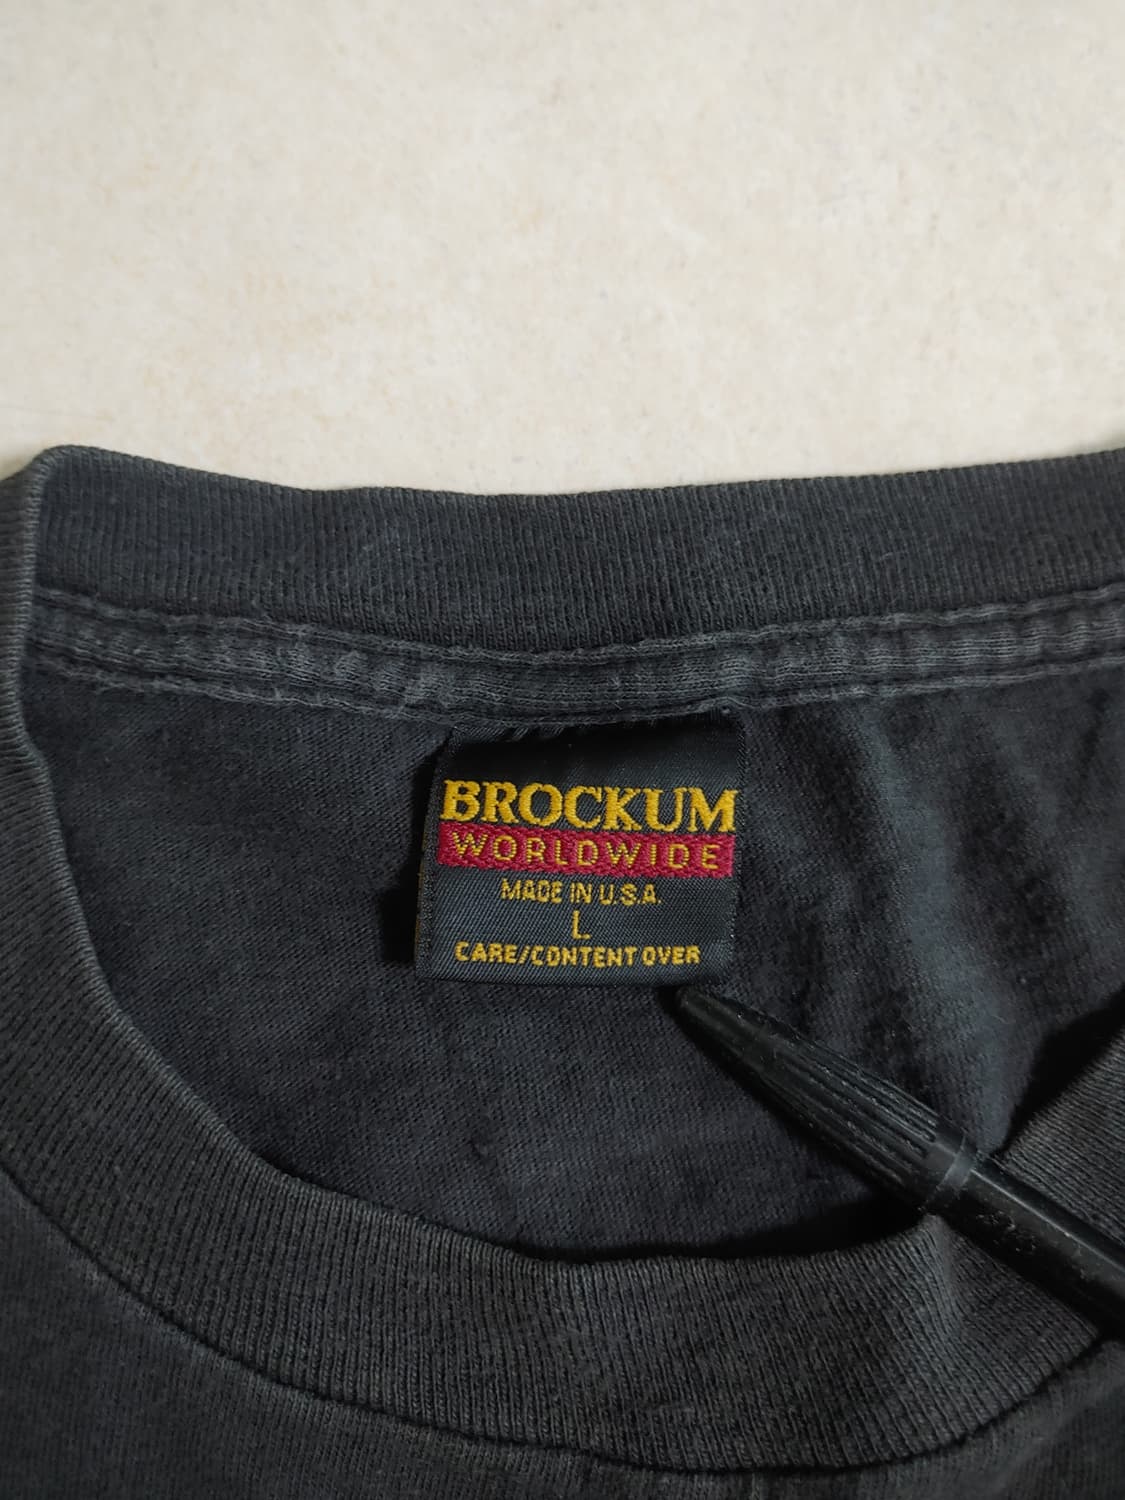 BROCKUM
WORLDWIDE
MADE IN U.S.A.
L
CARE/CONTENT OVER